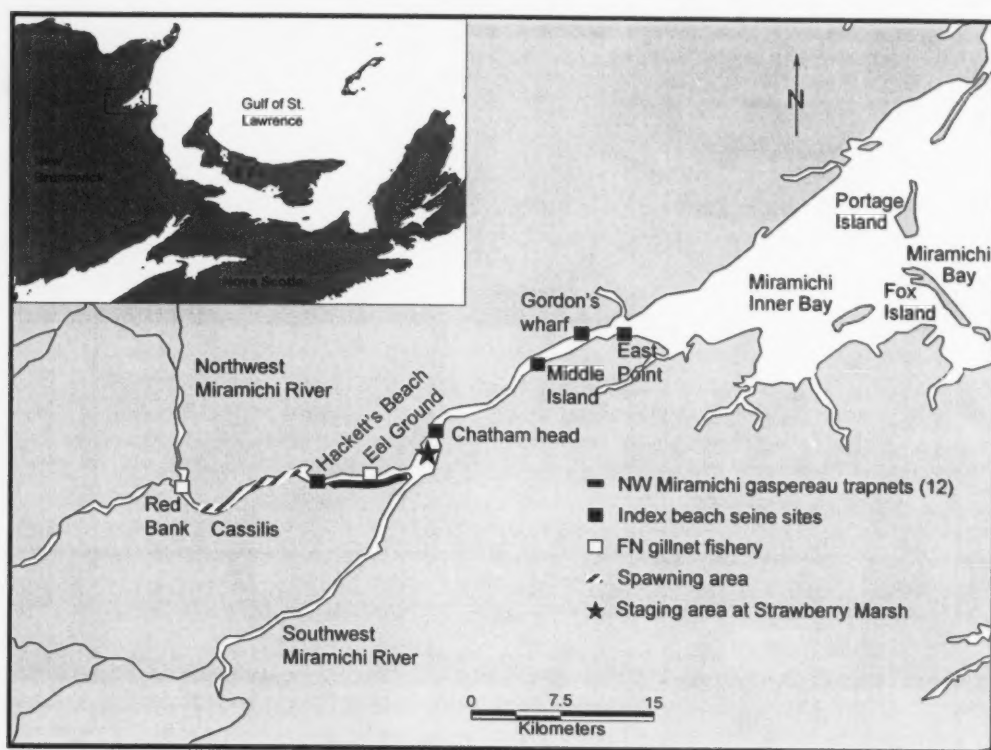 Gulf of St.
Lawrence
New
Brunswick
Nova Scotia
N
Portage
Island
Miramichi
Bay
Miramichi
Inner Bay
Fox
Island
Gordon's
wharf
East
Point
Middle
Island
Northwest
Miramichi River
Hackett's Beach
Eel Ground
Chatham head
Red
Bank
Cassilis
NW Miramichi gaspereau trapnets (12)
Index beach seine sites
FN gillnet fishery
Spawning area
Staging area at Strawberry Marsh
Southwest
Miramichi River
0 7.5 15
Kilometers